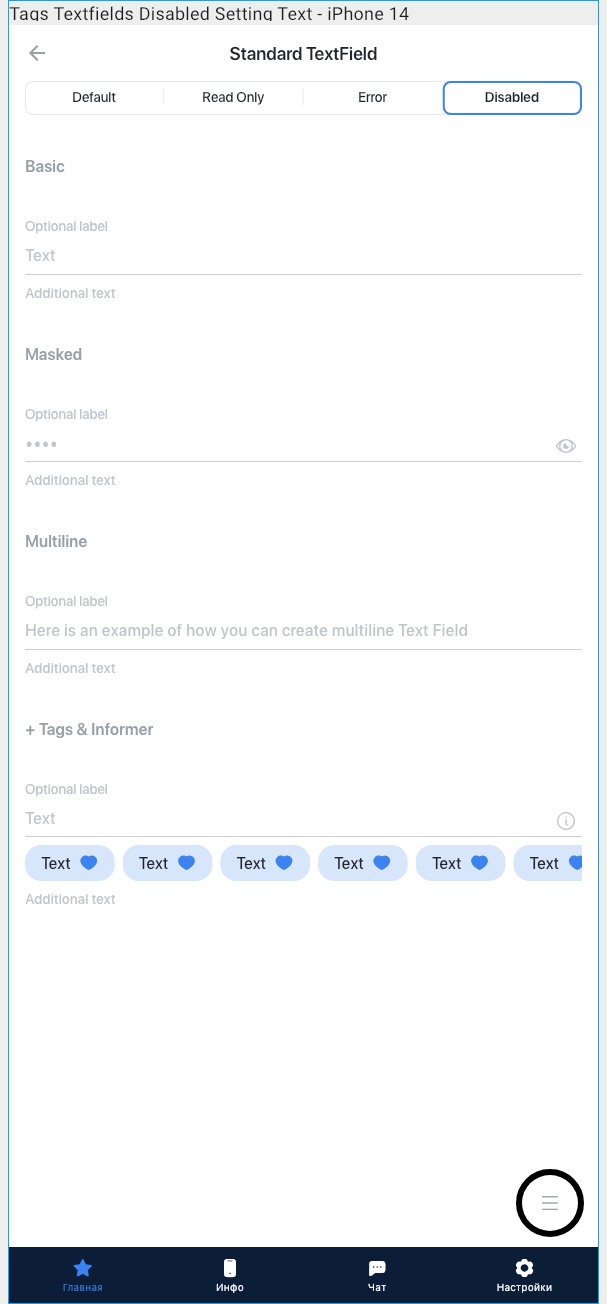 Tags Textfields Disabled Setting Text - iPhone 14
Standard TextField
Default Read Only Error Disabled
Basic
Optional label
Text
Additional text
Masked
Optional label
••••
Additional text
Multiline
Optional label
Here is an example of how you can create multiline Text Field
Additional text
+ Tags & Informer
Optional label
Text
Text Text Text Text Text Text
Additional text
Главная Инфо Чат Настройки